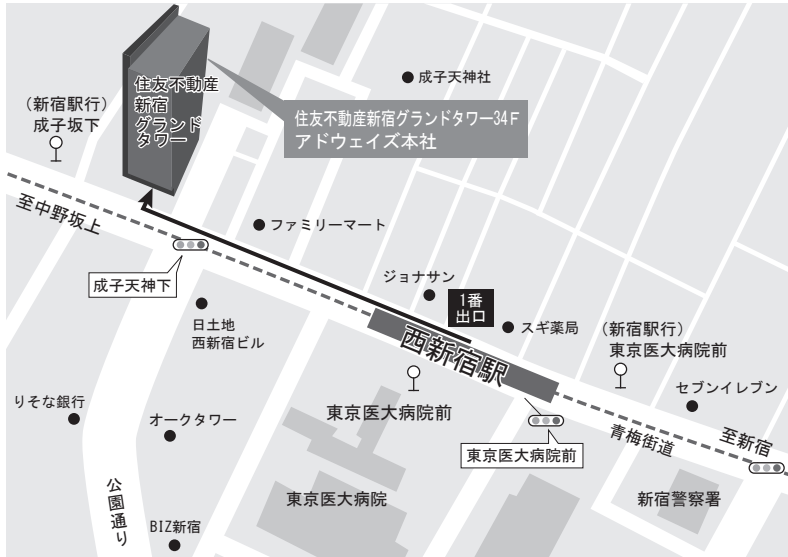 住友不動産
新宿
グランド
タワー
（新宿駅行）
成子坂下
成子天神社
住友不動産新宿グランドタワー34F
アドウェイズ本社
至中野坂上
ファミリーマート
成子天神下
ジョナサン
1番
出口
スギ薬局
日土地
西新宿ビル
西新宿駅
（新宿駅行）
東京医大病院前
セブンイレブン
りそな銀行
オークタワー
東京医大病院前
東京医大病院前
青梅街道
至新宿
公園通り
東京医大病院
新宿警察署
BIZ新宿